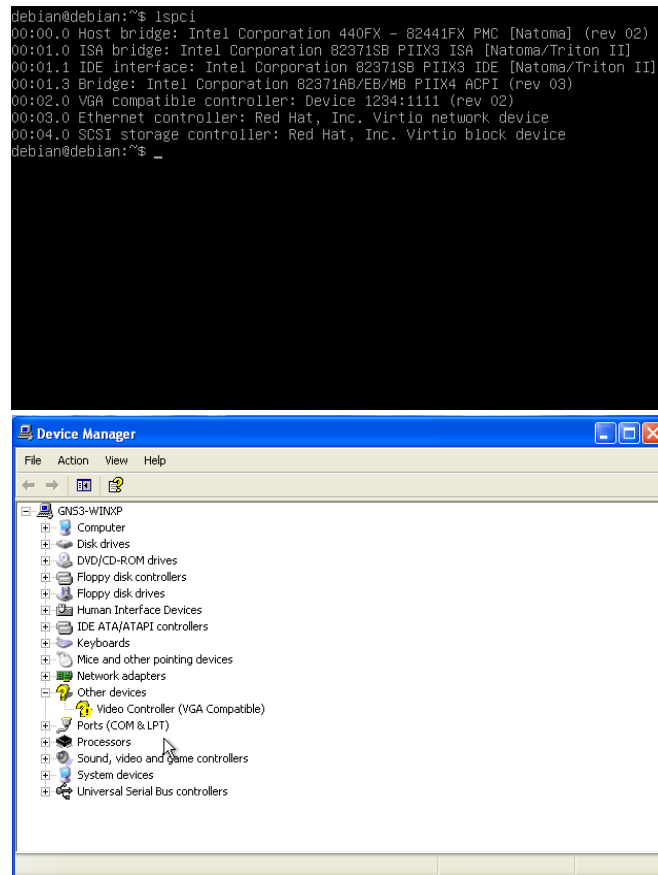 debian@debian:~$ lspci
00:00.0 Host bridge: Intel Corporation 440FX - 82441FX PMC [Natoma] (rev 02)
00:01.0 ISA bridge: Intel Corporation 82371SB PIIX3 ISA [Natoma/Triton II]
00:01.1 IDE interface: Intel Corporation 82371SB PIIX3 IDE [Natoma/Triton II]
00:01.3 Bridge: Intel Corporation 82371AB/EB/MB PIIX4 ACPI (rev 03)
00:02.0 VGA compatible controller: Device 1234:1111 (rev 02)
00:03.0 Ethernet controller: Red Hat, Inc. Virtio network device
00:04.0 SCSI storage controller: Red Hat, Inc. Virtio block device
debian@debian:~$ _
Device Manager
File Action View Help
GNS3-WINXP
Computer
Disk drives
DVD/CD-ROM drives
Floppy disk controllers
Floppy disk drives
Human Interface Devices
IDE ATA/ATAPI controllers
Keyboards
Mice and other pointing devices
Network adapters
Other devices
Video Controller (VGA Compatible)
Ports (COM & LPT)
Processors
Sound, video and game controllers
System devices
Universal Serial Bus controllers